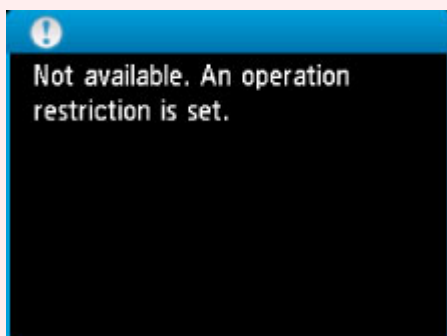 Not available. An operation
restriction is set.